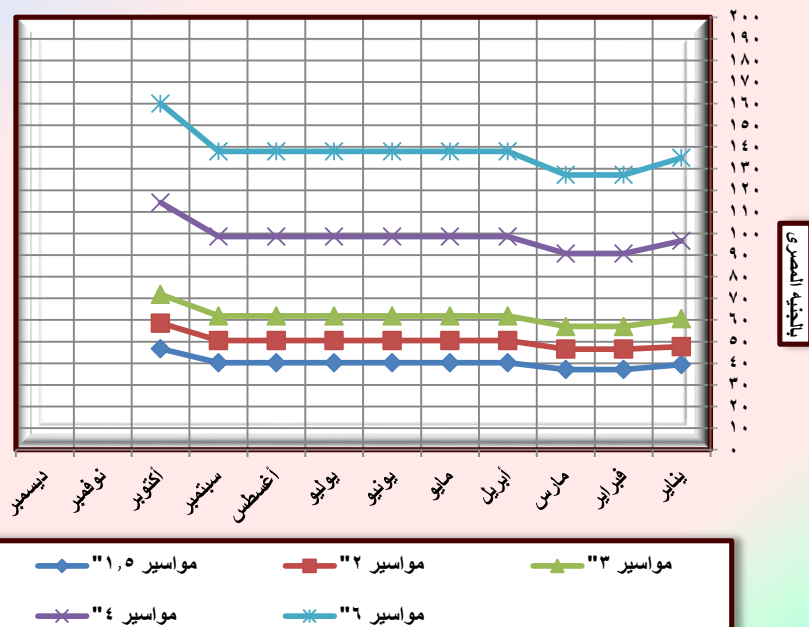 ٢٠٠
١٩٠
١٨٠
١٧٠
١٦٠
١٥٠
١٤٠
١٣٠
١٢٠
١١٠
١٠٠
٩٠
٨٠
٧٠
٦٠
٥٠
٤٠
٣٠
٢٠
١٠
٠
بالجنيه المصرى
يناير
فبراير
مارس
أبريل
مايو
يونيو
يوليو
أغسطس
سبتمبر
أكتوبر
نوفمبر
ديسمبر
مواسير ٣"
مواسير ٢"
مواسير ١,٥"
مواسير ٦"
مواسير ٤"